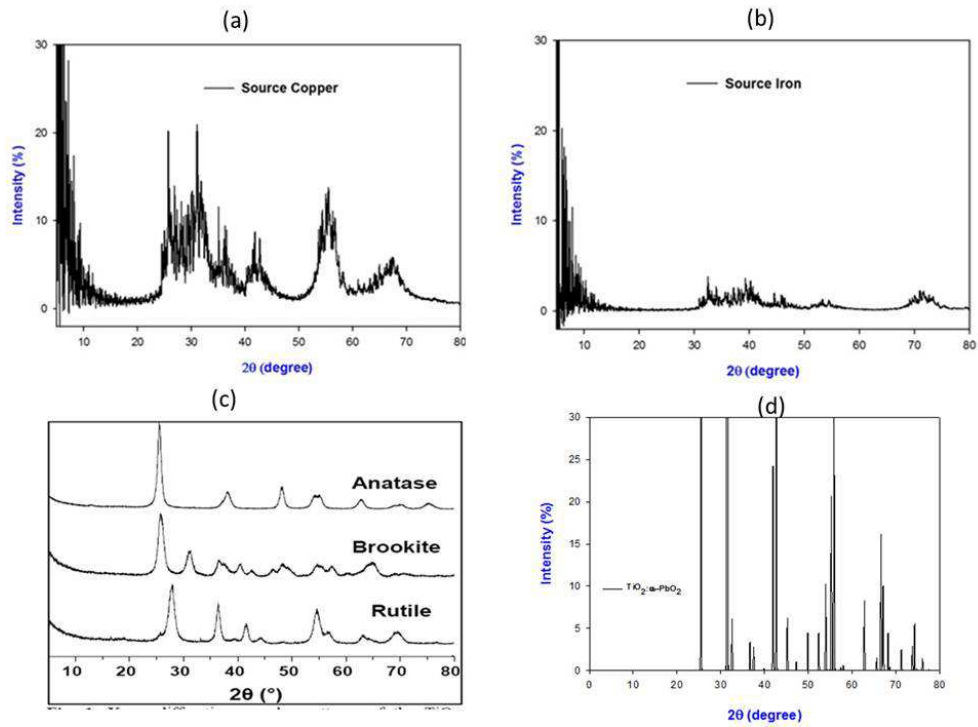 (a)
30
20
10
0
Intensity (%)
Source Copper
10 20 30 40 50 60 70 80
2θ (degree)
(b)
30
20
10
0
Intensity (%)
Source Iron
10 20 30 40 50 60 70 80
2θ (degree)
(c)
Anatase
Brookite
Rutile
10 20 30 40 50 60 70 80
2θ (°)
(d)
30
25
20
15
10
5
0
Intensity (%)
TiO₂:α-PbO₂
0 10 20 30 40 50 60 70 80
2θ (degree)